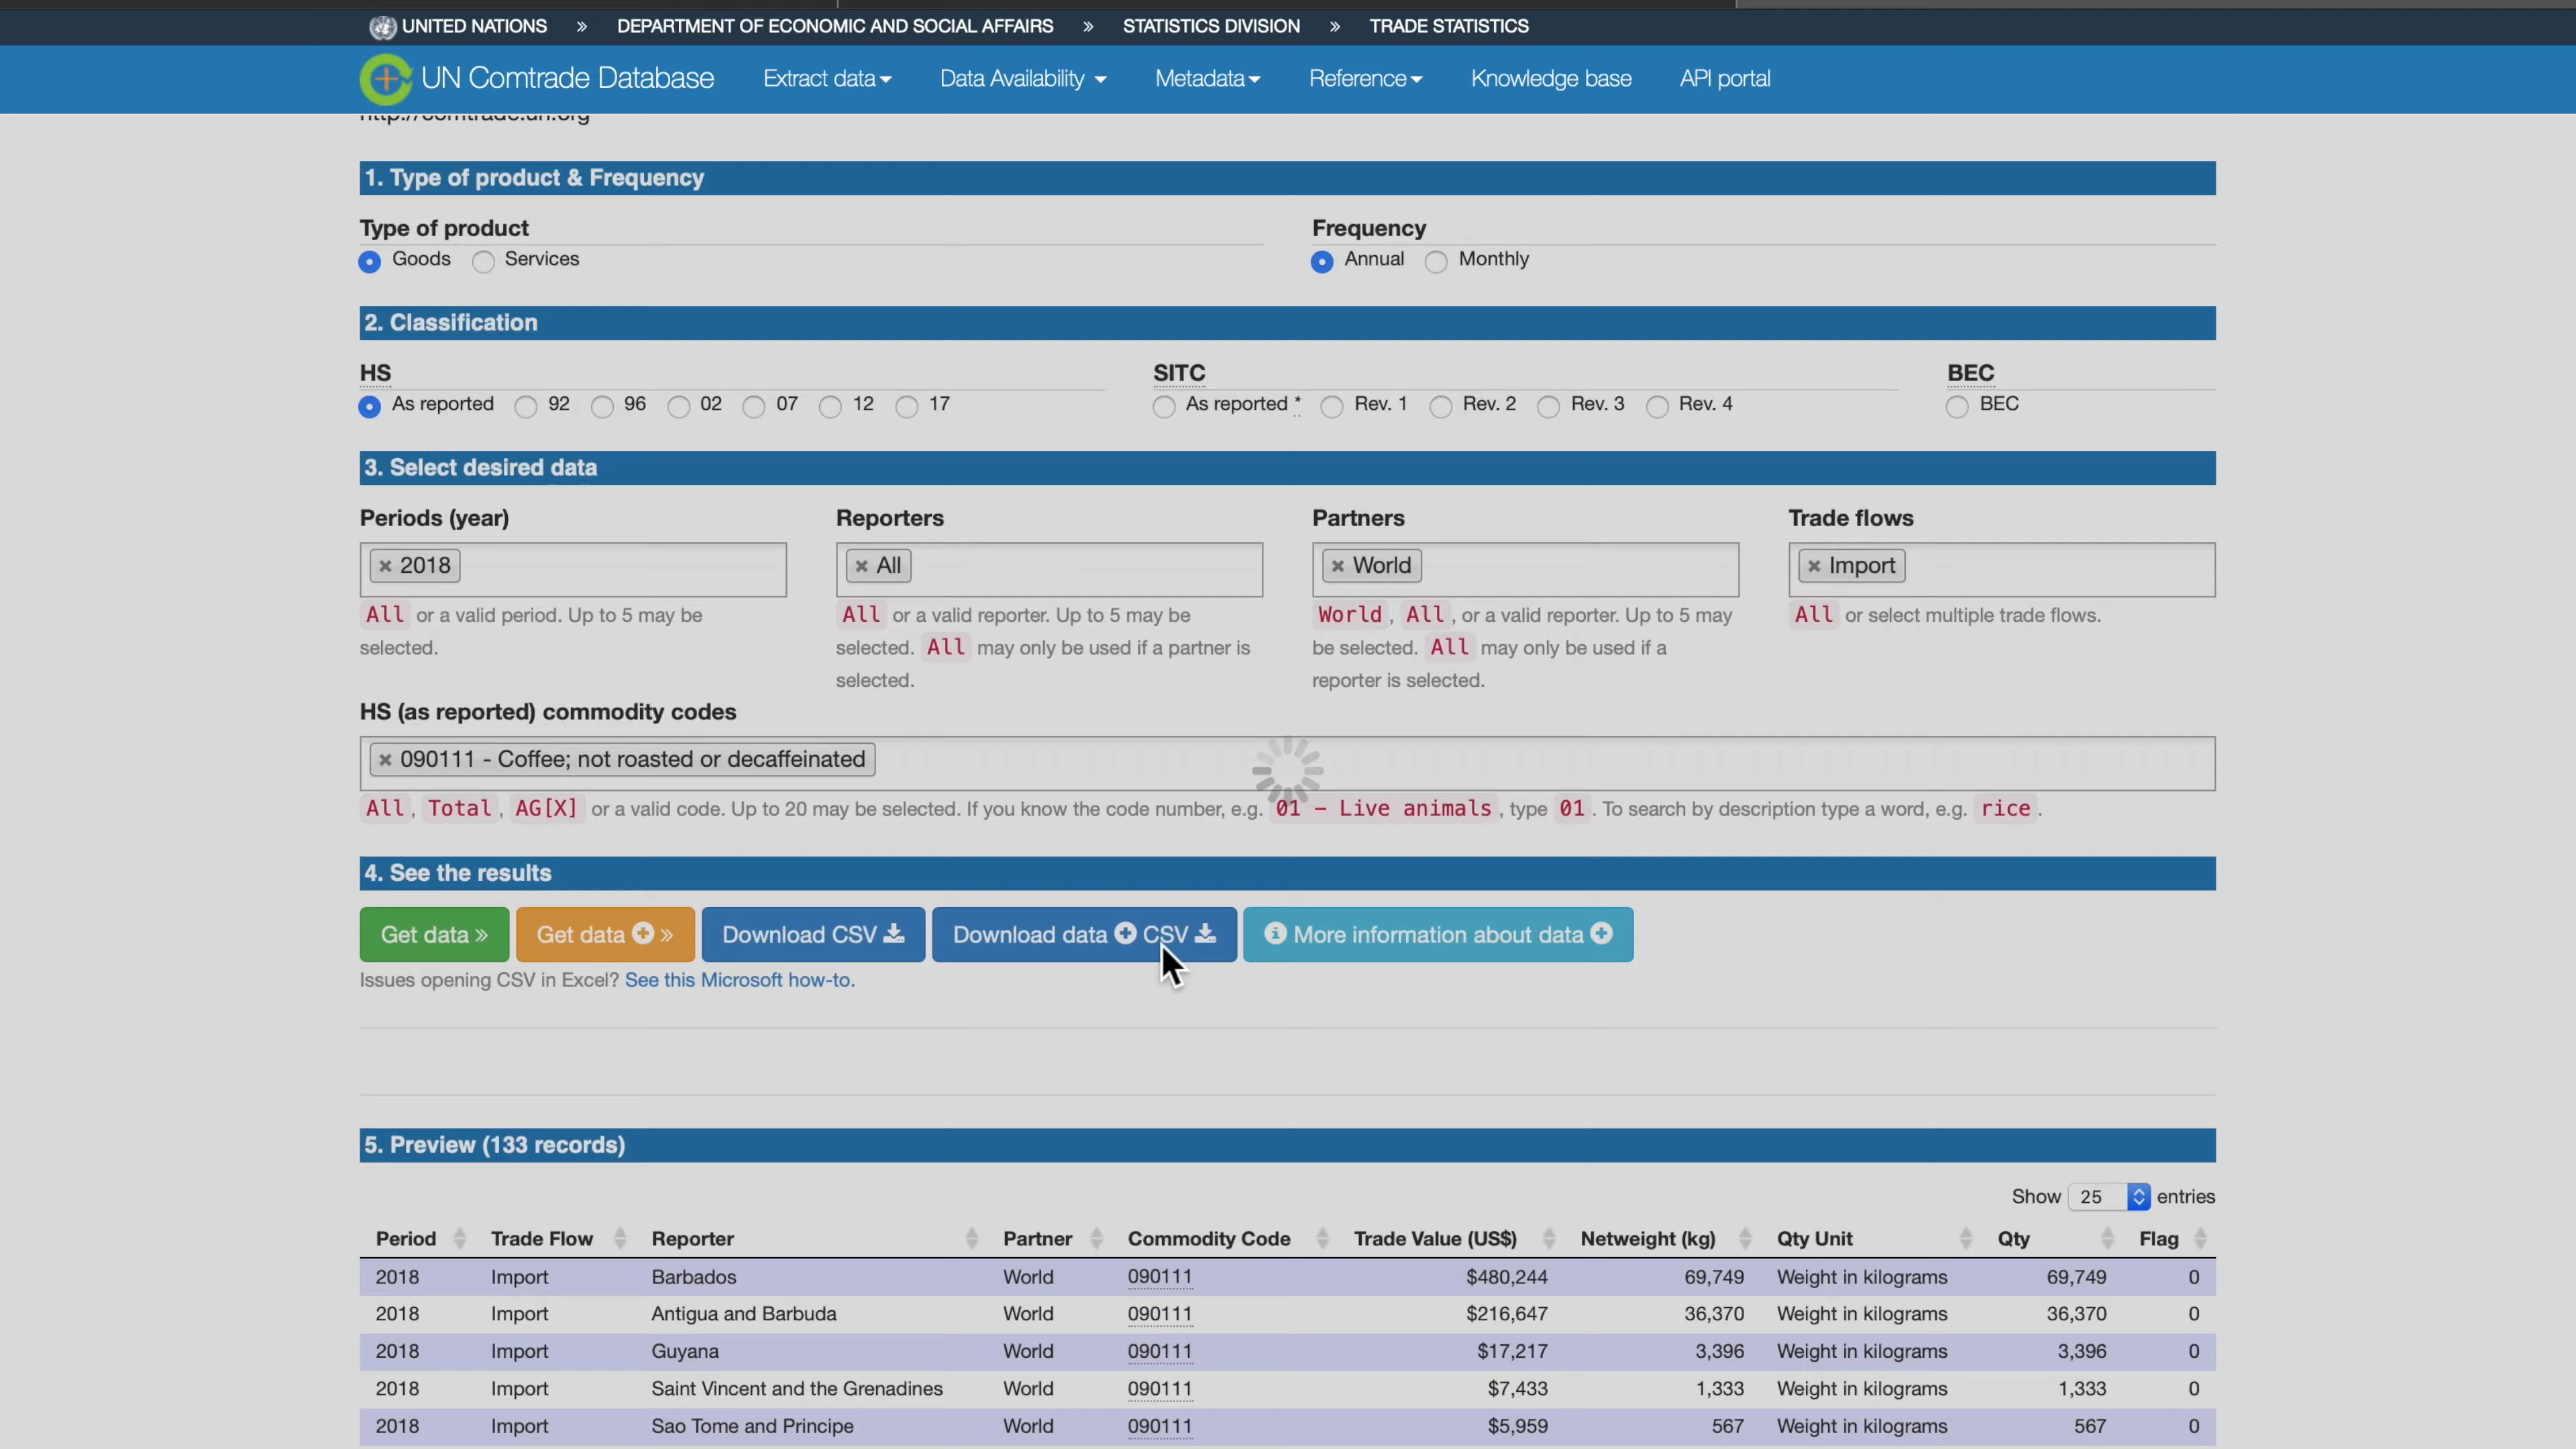 UNITED NATIONS » DEPARTMENT OF ECONOMIC AND SOCIAL AFFAIRS » STATISTICS DIVISION » TRADE STATISTICS
UN Comtrade Database Extract data Data Availability Metadata Reference Knowledge base API portal
http://comtrade.un.org
1. Type of product & Frequency
Type of product Frequency
Goods Services Annual Monthly
2. Classification
HS SITC BEC
As reported 92 96 02 07 12 17 As reported * Rev. 1 Rev. 2 Rev. 3 Rev. 4 BEC
3. Select desired data
Periods (year) Reporters Partners Trade flows
× 2018 × All × World × Import
All or a valid period. Up to 5 may be All or a valid reporter. Up to 5 may be World , All , or a valid reporter. Up to 5 may All or select multiple trade flows.
selected. selected. All may only be used if a partner is be selected. All may only be used if a
selected. reporter is selected.
HS (as reported) commodity codes
× 090111 - Coffee; not roasted or decaffeinated
All , Total , AG[X] or a valid code. Up to 20 may be selected. If you know the code number, e.g. 01 - Live animals , type 01 . To search by description type a word, e.g. rice .
4. See the results
Get data » Get data » Download CSV Download data CSV More information about data
Issues opening CSV in Excel? See this Microsoft how-to.
5. Preview (133 records)
Show 25 entries
Period Trade Flow Reporter Partner Commodity Code Trade Value (US$) Netweight (kg) Qty Unit Qty Flag
2018 Import Barbados World 090111 $480,244 69,749 Weight in kilograms 69,749 0
2018 Import Antigua and Barbuda World 090111 $216,647 36,370 Weight in kilograms 36,370 0
2018 Import Guyana World 090111 $17,217 3,396 Weight in kilograms 3,396 0
2018 Import Saint Vincent and the Grenadines World 090111 $7,433 1,333 Weight in kilograms 1,333 0
2018 Import Sao Tome and Principe World 090111 $5,959 567 Weight in kilograms 567 0